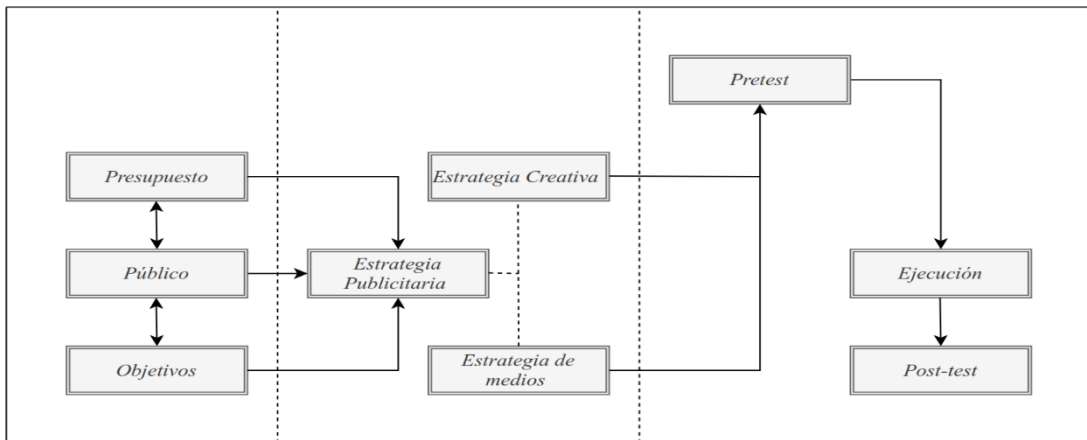 Presupuesto
Público
Objetivos
Estrategia
Publicitaria
Estrategia Creativa
Estrategia de
medios
Pretest
Ejecución
Post-test